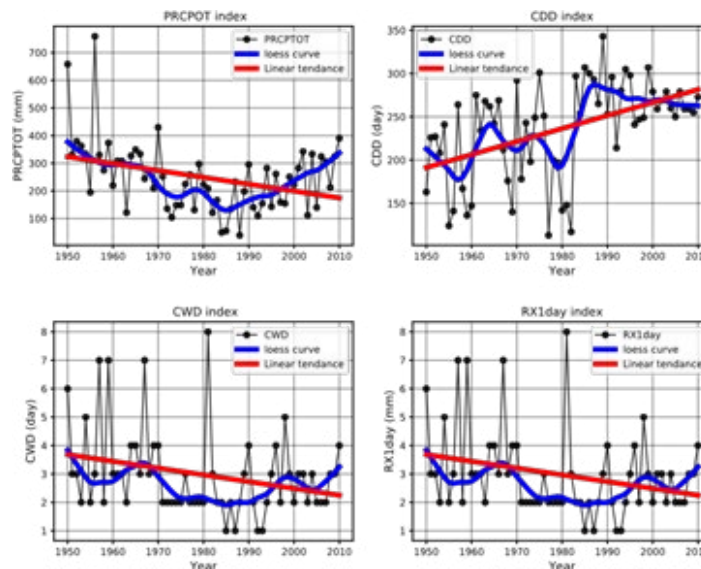 PRCPOT index
PRCPTOT
loess curve
Linear tendance
PRCPTOT (mm)
700
600
500
400
300
200
100
1950 1960 1970 1980 1990 2000 2010
Year
CDD index
CDD
loess curve
Linear tendance
CDD (day)
350
300
250
200
150
1950 1960 1970 1980 1990 2000 2010
Year
CWD index
CWD
loess curve
Linear tendance
CWD (day)
8
7
6
5
4
3
2
1
1950 1960 1970 1980 1990 2000 2010
Year
RX1day index
RX1day
loess curve
Linear tendance
RX1day (mm)
8
7
6
5
4
3
2
1
1950 1960 1970 1980 1990 2000 2010
Year